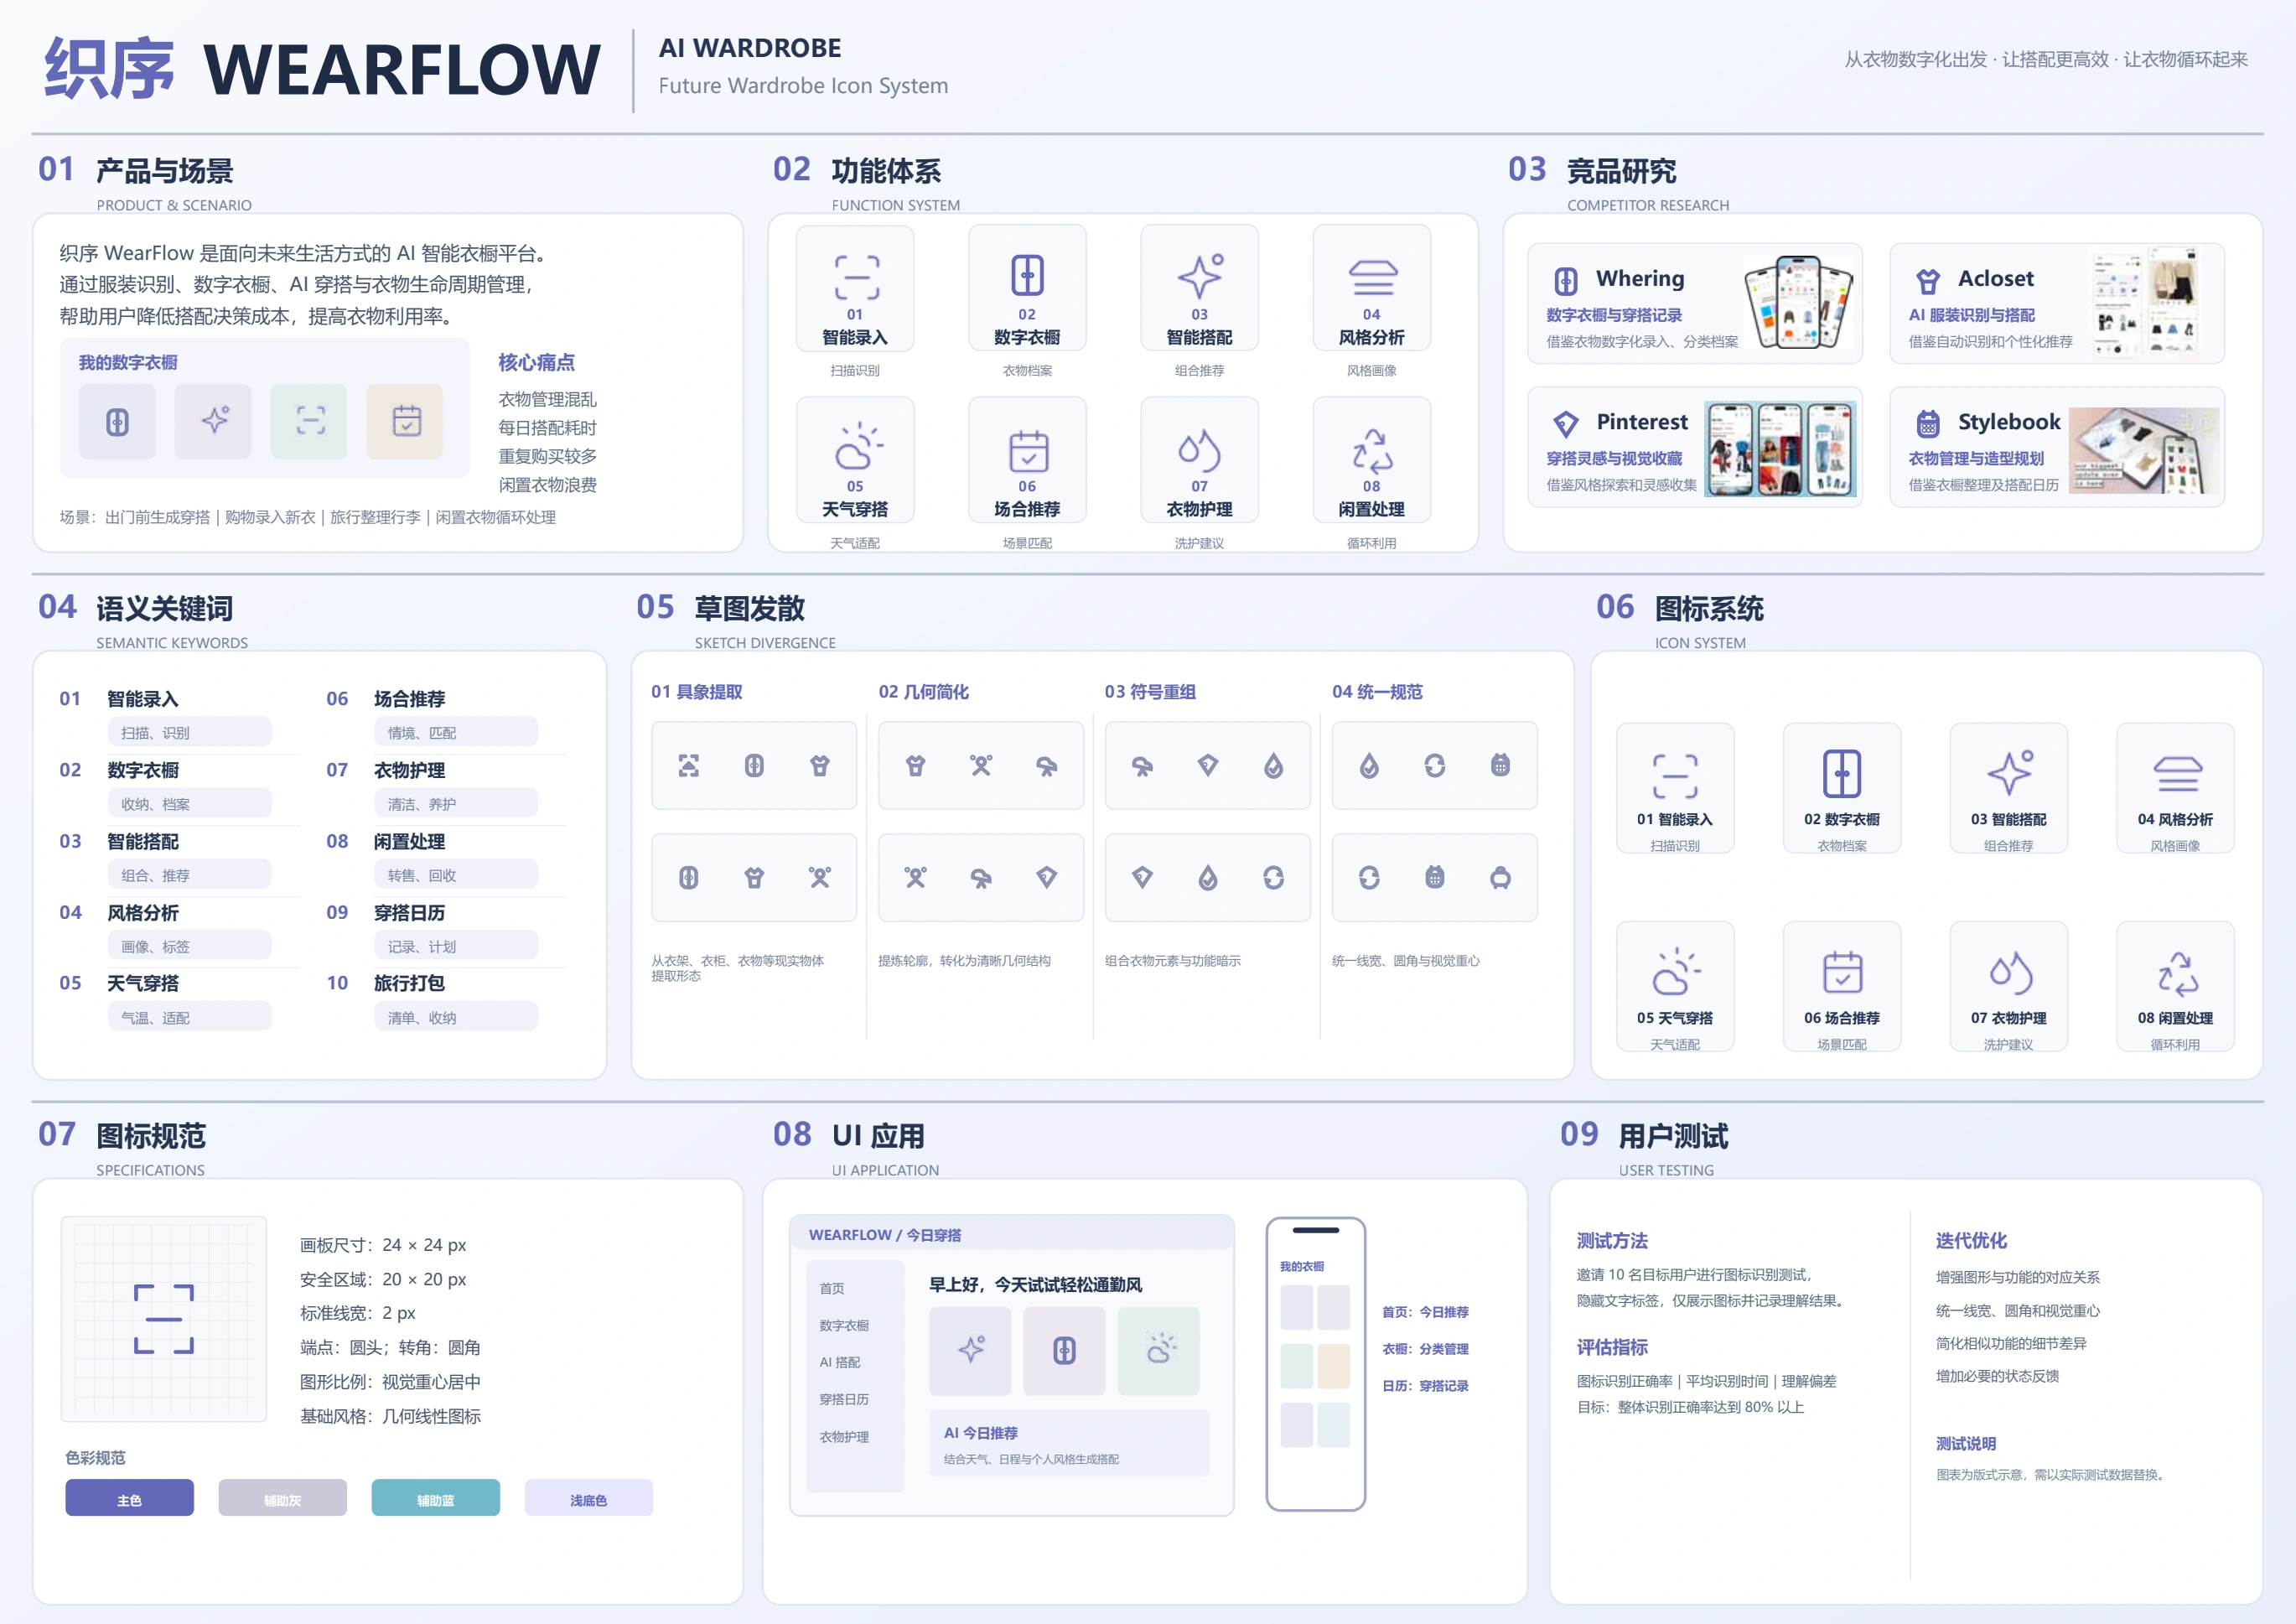 织序 WEARFLOW
AI WARDROBE
Future Wardrobe Icon System
从衣物数字化出发 · 让搭配更高效 · 让衣物循环起来
01 产品与场景
PRODUCT & SCENARIO
织序 WearFlow 是面向未来生活方式的 AI 智能衣橱平台。
通过服装识别、数字衣橱、AI 穿搭与衣物生命周期管理，
帮助用户降低搭配决策成本，提高衣物利用率。
我的数字衣橱
核心痛点
衣物管理混乱
每日搭配耗时
重复购买较多
闲置衣物浪费
场景：出门前生成穿搭 | 购物录入新衣 | 旅行整理行李 | 闲置衣物循环处理
02 功能体系
FUNCTION SYSTEM
01
智能录入
扫描识别
02
数字衣橱
衣物档案
03
智能搭配
组合推荐
04
风格分析
风格画像
05
天气穿搭
天气适配
06
场合推荐
场景匹配
07
衣物护理
洗护建议
08
闲置处理
循环利用
03 竞品研究
COMPETITOR RESEARCH
Whering
数字衣橱与穿搭记录
借鉴衣物数字化录入、分类档案
Acloset
AI 服装识别与搭配
借鉴自动识别和个性化推荐
Pinterest
穿搭灵感与视觉收藏
借鉴风格探索和灵感收集
Stylebook
衣物管理与造型规划
借鉴衣橱整理及搭配日历
04 语义关键词
SEMANTIC KEYWORDS
01 智能录入
扫描、识别
02 数字衣橱
收纳、档案
03 智能搭配
组合、推荐
04 风格分析
画像、标签
05 天气穿搭
气温、适配
06 场合推荐
情境、匹配
07 衣物护理
清洁、养护
08 闲置处理
转售、回收
09 穿搭日历
记录、计划
10 旅行打包
清单、收纳
05 草图发散
SKETCH DIVERGENCE
01 具象提取
从衣架、衣柜、衣物等现实物体
提取形态
02 几何简化
提炼轮廓，转化为清晰几何结构
03 符号重组
组合衣物元素与功能暗示
04 统一规范
统一线宽、圆角与视觉重心
06 图标系统
ICON SYSTEM
01 智能录入
扫描识别
02 数字衣橱
衣物档案
03 智能搭配
组合推荐
04 风格分析
风格画像
05 天气穿搭
天气适配
06 场合推荐
场景匹配
07 衣物护理
洗护建议
08 闲置处理
循环利用
07 图标规范
SPECIFICATIONS
画板尺寸：24 × 24 px
安全区域：20 × 20 px
标准线宽：2 px
端点：圆头；转角：圆角
图形比例：视觉重心居中
基础风格：几何线性图标
色彩规范
主色
辅助灰
辅助蓝
浅底色
08 UI 应用
UI APPLICATION
WEARFLOW / 今日穿搭
首页
数字衣橱
AI 搭配
穿搭日历
衣物护理
早上好，今天试试轻松通勤风
AI 今日推荐
结合天气、日程与个人风格生成搭配
我的衣橱
首页：今日推荐
衣橱：分类管理
日历：穿搭记录
09 用户测试
USER TESTING
测试方法
邀请 10 名目标用户进行图标识别测试，
隐藏文字标签，仅展示图标并记录理解结果。
评估指标
图标识别正确率 | 平均识别时间 | 理解偏差
目标：整体识别正确率达到 80% 以上
迭代优化
增强图形与功能的对应关系
统一线宽、圆角和视觉重心
简化相似功能的细节差异
增加必要的状态反馈
测试说明
图表为版式示意，需以实际测试数据替换。